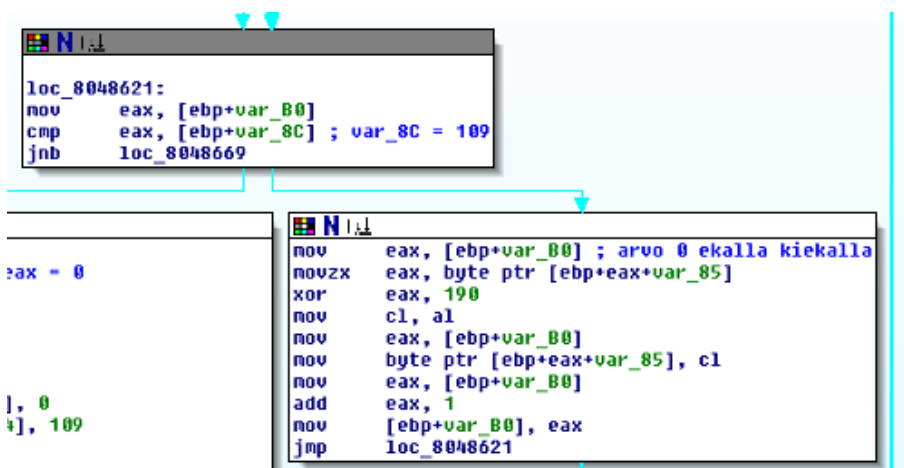 loc_8048621:
mov eax, [ebp+var_B0]
cmp eax, [ebp+var_8C] ; var_8C = 109
jnb loc_8048669
eax = 0
], 0
], 109
mov eax, [ebp+var_B0] ; arvo 0 ekalla kiekalla
movzx eax, byte ptr [ebp+eax+var_85]
xor eax, 190
mov cl, al
mov eax, [ebp+var_B0]
mov byte ptr [ebp+eax+var_85], cl
mov eax, [ebp+var_B0]
add eax, 1
mov [ebp+var_B0], eax
jmp loc_8048621